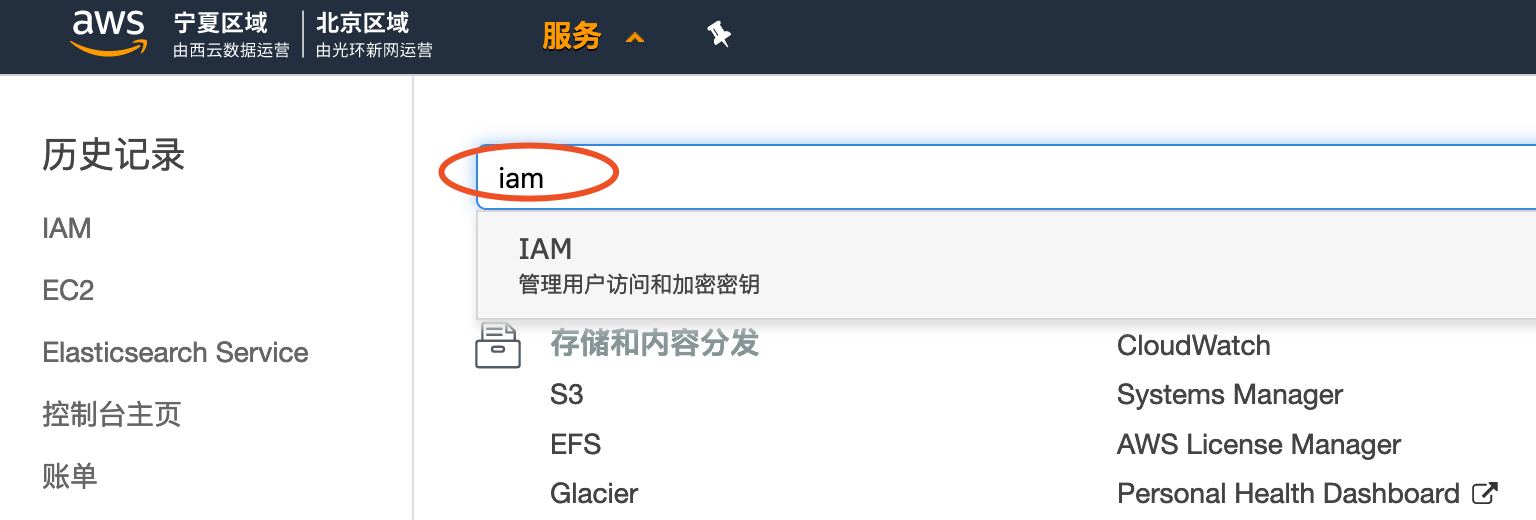 aws
宁夏区域
由西云数据运营
北京区域
由光环新网运营
服务
历史记录
IAM
EC2
Elasticsearch Service
控制台主页
账单
iam
IAM
管理用户访问和加密密钥
存储和内容分发
S3
EFS
Glacier
CloudWatch
Systems Manager
AWS License Manager
Personal Health Dashboard